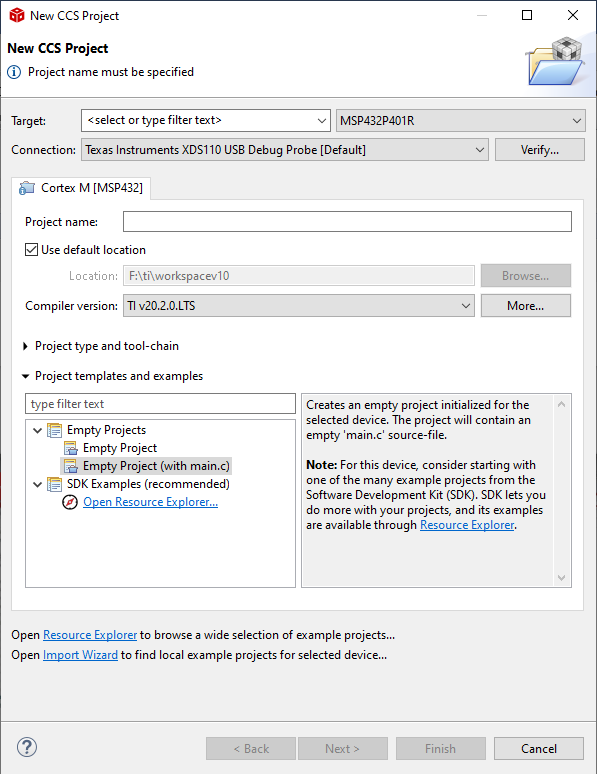 New CCS Project
New CCS Project
Project name must be specified
Target: <select or type filter text> MSP432P401R
Connection: Texas Instruments XDS110 USB Debug Probe [Default] Verify...
Cortex M [MSP432]
Project name:
Use default location
Location: F:\ti\workspacev10 Browse...
Compiler version: TI v20.2.0.LTS More...
Project type and tool-chain
Project templates and examples
type filter text
Empty Projects
Empty Project
Empty Project (with main.c)
SDK Examples (recommended)
Open Resource Explorer...
Creates an empty project initialized for the
selected device. The project will contain an
empty 'main.c' source-file.
Note: For this device, consider starting with
one of the many example projects from the
Software Development Kit (SDK). SDK lets you
do more with your projects, and its examples
are available through Resource Explorer.
Open Resource Explorer to browse a wide selection of example projects...
Open Import Wizard to find local example projects for selected device...
? < Back Next > Finish Cancel